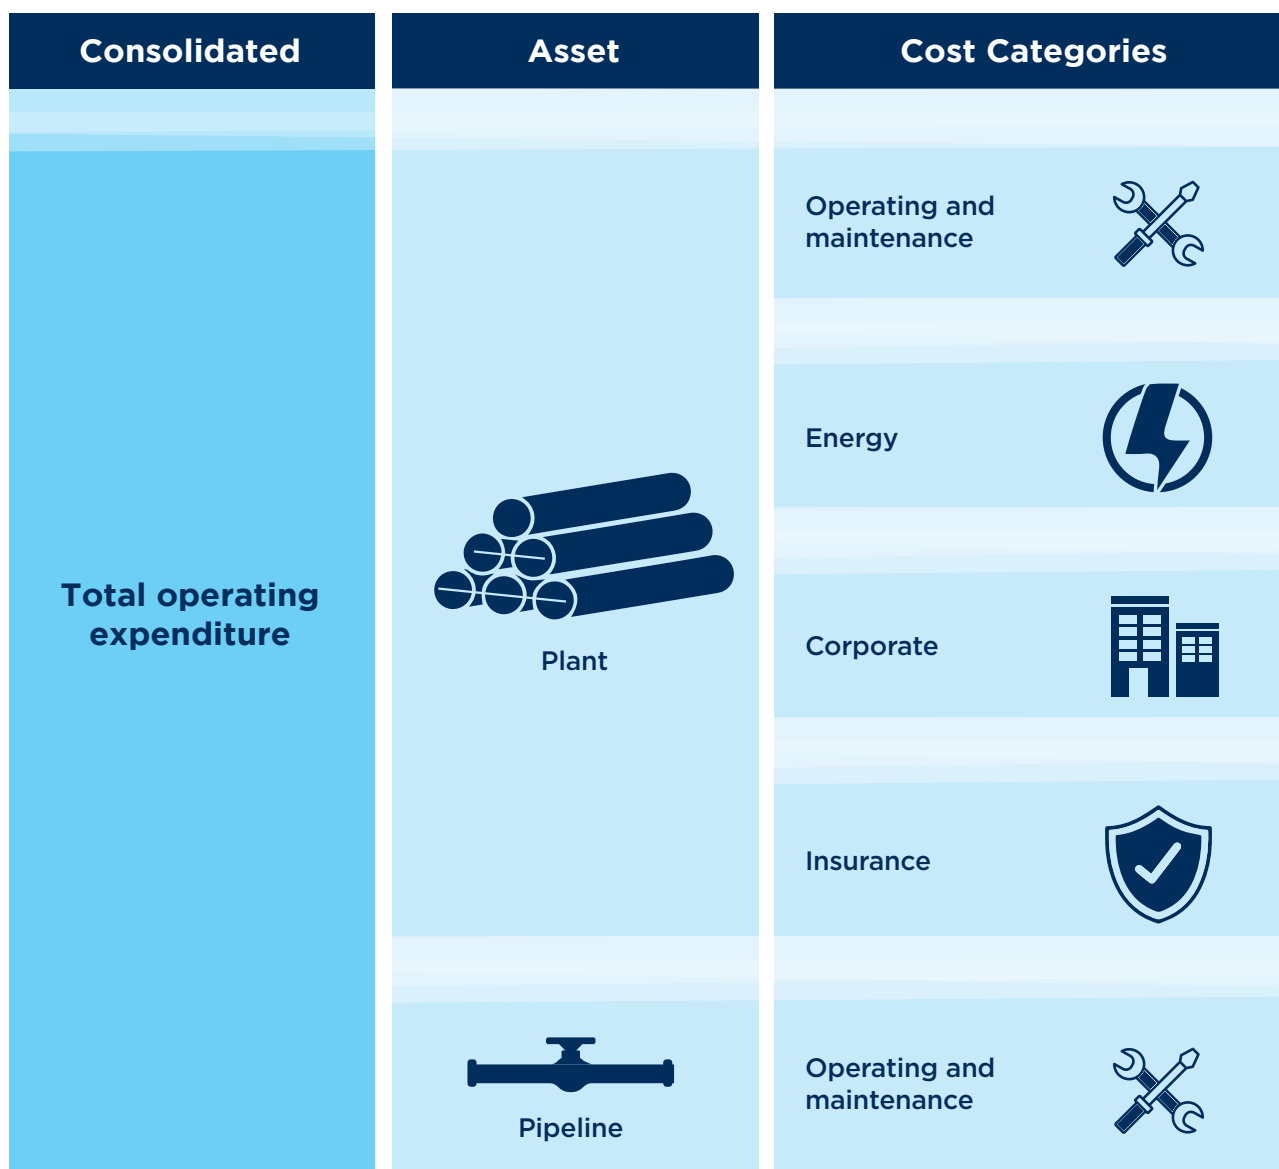 Consolidated
Asset
Cost Categories
Total operating
expenditure
Plant
Pipeline
Operating and
maintenance
Energy
Corporate
Insurance
Operating and
maintenance